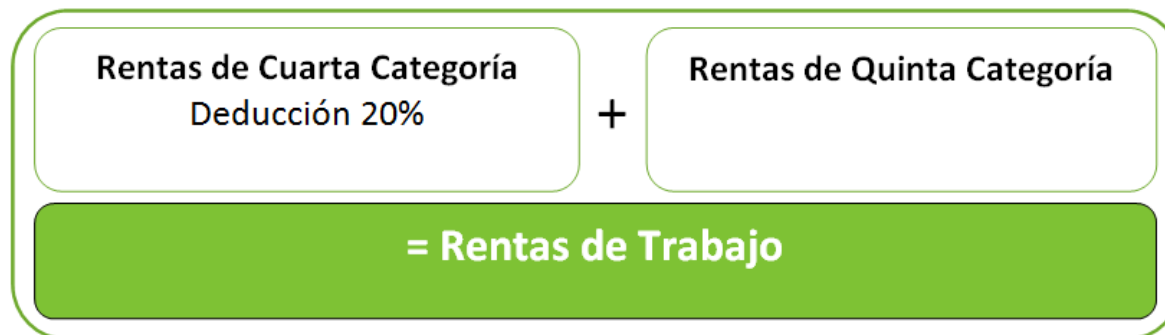 Rentas de Cuarta Categoría
Deducción 20%
+
Rentas de Quinta Categoría
= Rentas de Trabajo